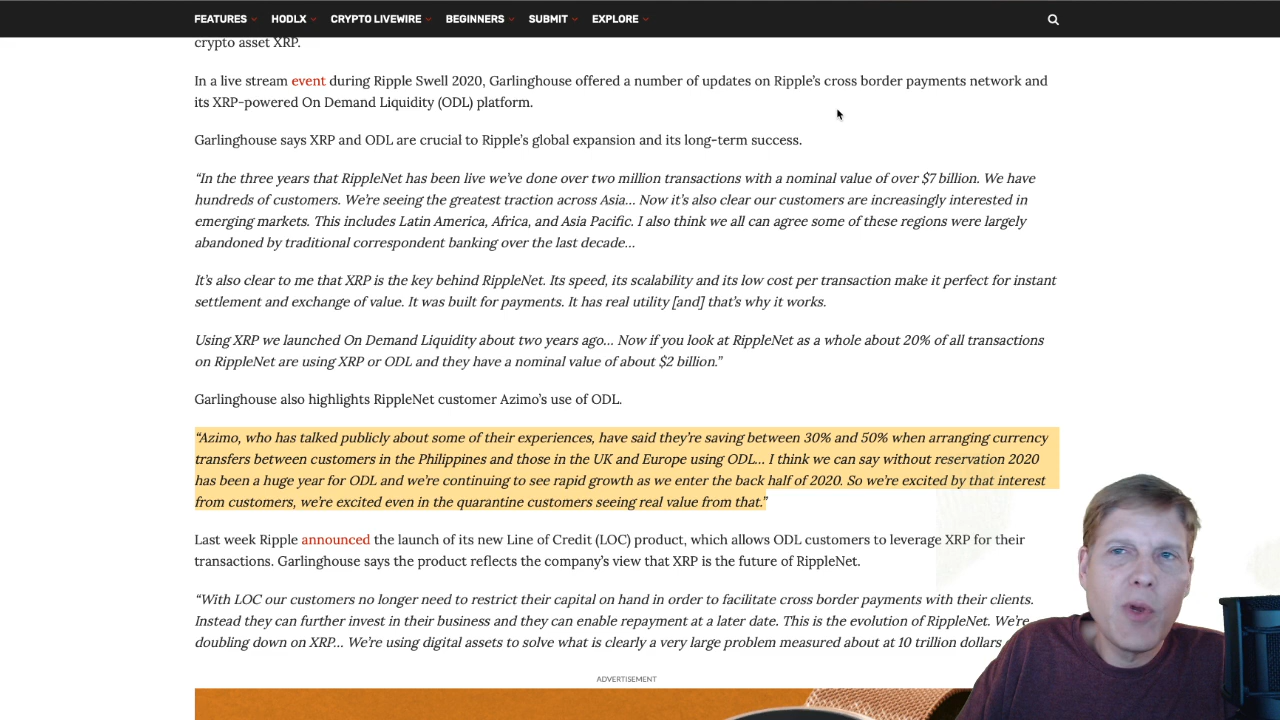 FEATURES HODLX CRYPTO LIVEWIRE BEGINNERS SUBMIT EXPLORE
crypto asset XRP.
In a live stream event during Ripple Swell 2020, Garlinghouse offered a number of updates on Ripple’s cross border payments network and
its XRP-powered On Demand Liquidity (ODL) platform.
Garlinghouse says XRP and ODL are crucial to Ripple’s global expansion and its long-term success.
“In the three years that RippleNet has been live we’ve done over two million transactions with a nominal value of over $7 billion. We have
hundreds of customers. We’re seeing the greatest traction across Asia… Now it’s also clear our customers are increasingly interested in
emerging markets. This includes Latin America, Africa, and Asia Pacific. I also think we all can agree some of these regions were largely
abandoned by traditional correspondent banking over the last decade…
It’s also clear to me that XRP is the key behind RippleNet. Its speed, its scalability and its low cost per transaction make it perfect for instant
settlement and exchange of value. It was built for payments. It has real utility [and] that’s why it works.
Using XRP we launched On Demand Liquidity about two years ago… Now if you look at RippleNet as a whole about 20% of all transactions
on RippleNet are using XRP or ODL and they have a nominal value of about $2 billion.”
Garlinghouse also highlights RippleNet customer Azimo’s use of ODL.
“Azimo, who has talked publicly about some of their experiences, have said they’re saving between 30% and 50% when arranging currency
transfers between customers in the Philippines and those in the UK and Europe using ODL… I think we can say without reservation 2020
has been a huge year for ODL and we’re continuing to see rapid growth as we enter the back half of 2020. So we’re excited by that interest
from customers, we’re excited even in the quarantine customers seeing real value from that.”
Last week Ripple announced the launch of its new Line of Credit (LOC) product, which allows ODL customers to leverage XRP for their
transactions. Garlinghouse says the product reflects the company’s view that XRP is the future of RippleNet.
“With LOC our customers no longer need to restrict their capital on hand in order to facilitate cross border payments with their clients.
Instead they can further invest in their business and they can enable repayment at a later date. This is the evolution of RippleNet. We’re
doubling down on XRP… We’re using digital assets to solve what is clearly a very large problem measured about at 10 trillion dollars
ADVERTISEMENT